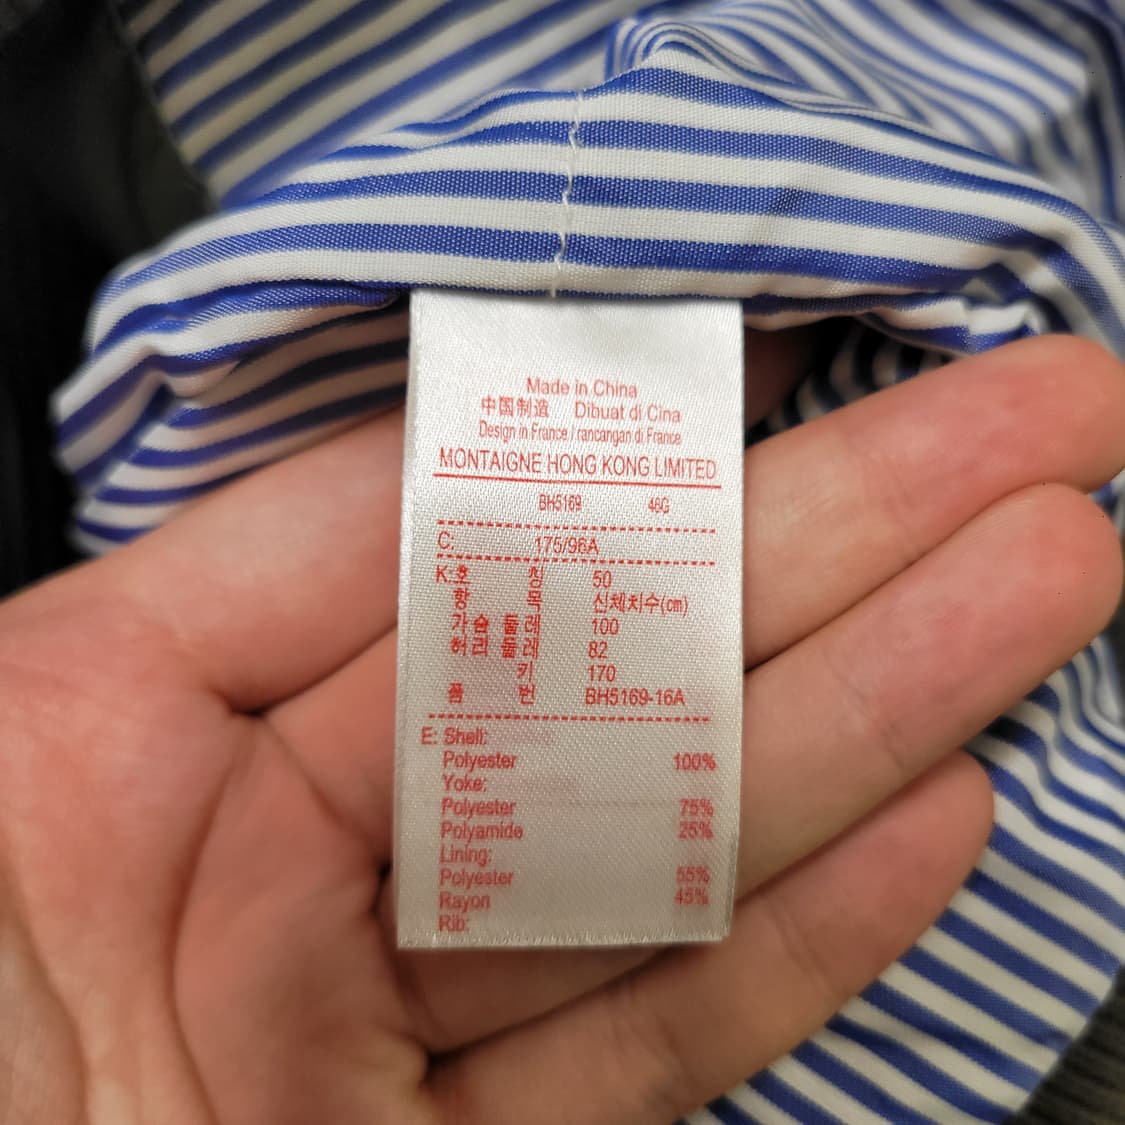 Made in China
中国制造 Dibuat di Cina
Design in France / rancangan di France
MONTAIGNE HONG KONG LIMITED
BH5169 46G
C: 175/96A
K:호 칭 50
항 목 신체치수(cm)
가슴둘레 100
허리둘레 82
키 170
품 번 BH5169-16A
E: Shell:
Polyester 100%
Yoke:
Polyester 75%
Polyamide 25%
Lining:
Polyester 55%
Rayon 45%
Rib: